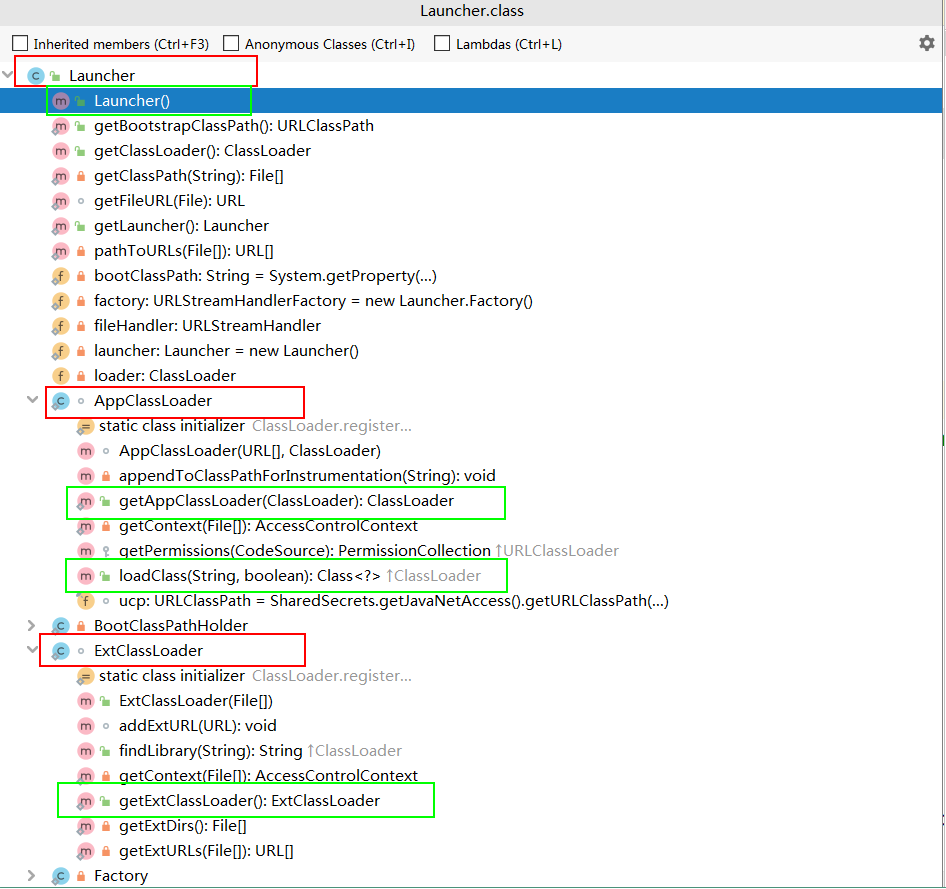 Launcher.class
Inherited members (Ctrl+F3) Anonymous Classes (Ctrl+I) Lambdas (Ctrl+L)
Launcher
Launcher()
getBootstrapClassPath(): URLClassPath
getClassLoader(): ClassLoader
getClassPath(String): File[]
getFileURL(File): URL
getLauncher(): Launcher
pathToURLs(File[]): URL[]
bootClassPath: String = System.getProperty(...)
factory: URLStreamHandlerFactory = new Launcher.Factory()
fileHandler: URLStreamHandler
launcher: Launcher = new Launcher()
loader: ClassLoader
AppClassLoader
static class initializer ClassLoader.register...
AppClassLoader(URL[], ClassLoader)
appendToClassPathForInstrumentation(String): void
getAppClassLoader(ClassLoader): ClassLoader
getContext(File[]): AccessControlContext
getPermissions(CodeSource): PermissionCollection ↑URLClassLoader
loadClass(String, boolean): Class<?> ↑ClassLoader
ucp: URLClassPath = SharedSecrets.getJavaNetAccess().getURLClassPath(...)
BootClassPathHolder
ExtClassLoader
static class initializer ClassLoader.register...
ExtClassLoader(File[])
addExtURL(URL): void
findLibrary(String): String ↑ClassLoader
getContext(File[]): AccessControlContext
getExtClassLoader(): ExtClassLoader
getExtDirs(): File[]
getExtURLs(File[]): URL[]
Factory